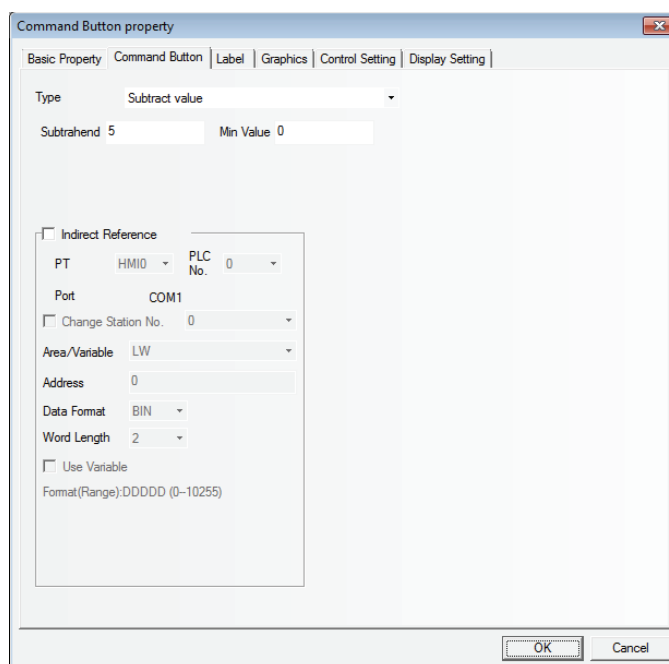 Command Button property
Basic Property Command Button Label Graphics Control Setting Display Setting
Type Subtract value
Subtrahend 5 Min Value 0
Indirect Reference
PT HMI0 PLC No. 0
Port COM1
Change Station No. 0
Area/Variable LW
Address 0
Data Format BIN
Word Length 2
Use Variable
Format(Range):DDDDD (0--10255)
OK Cancel